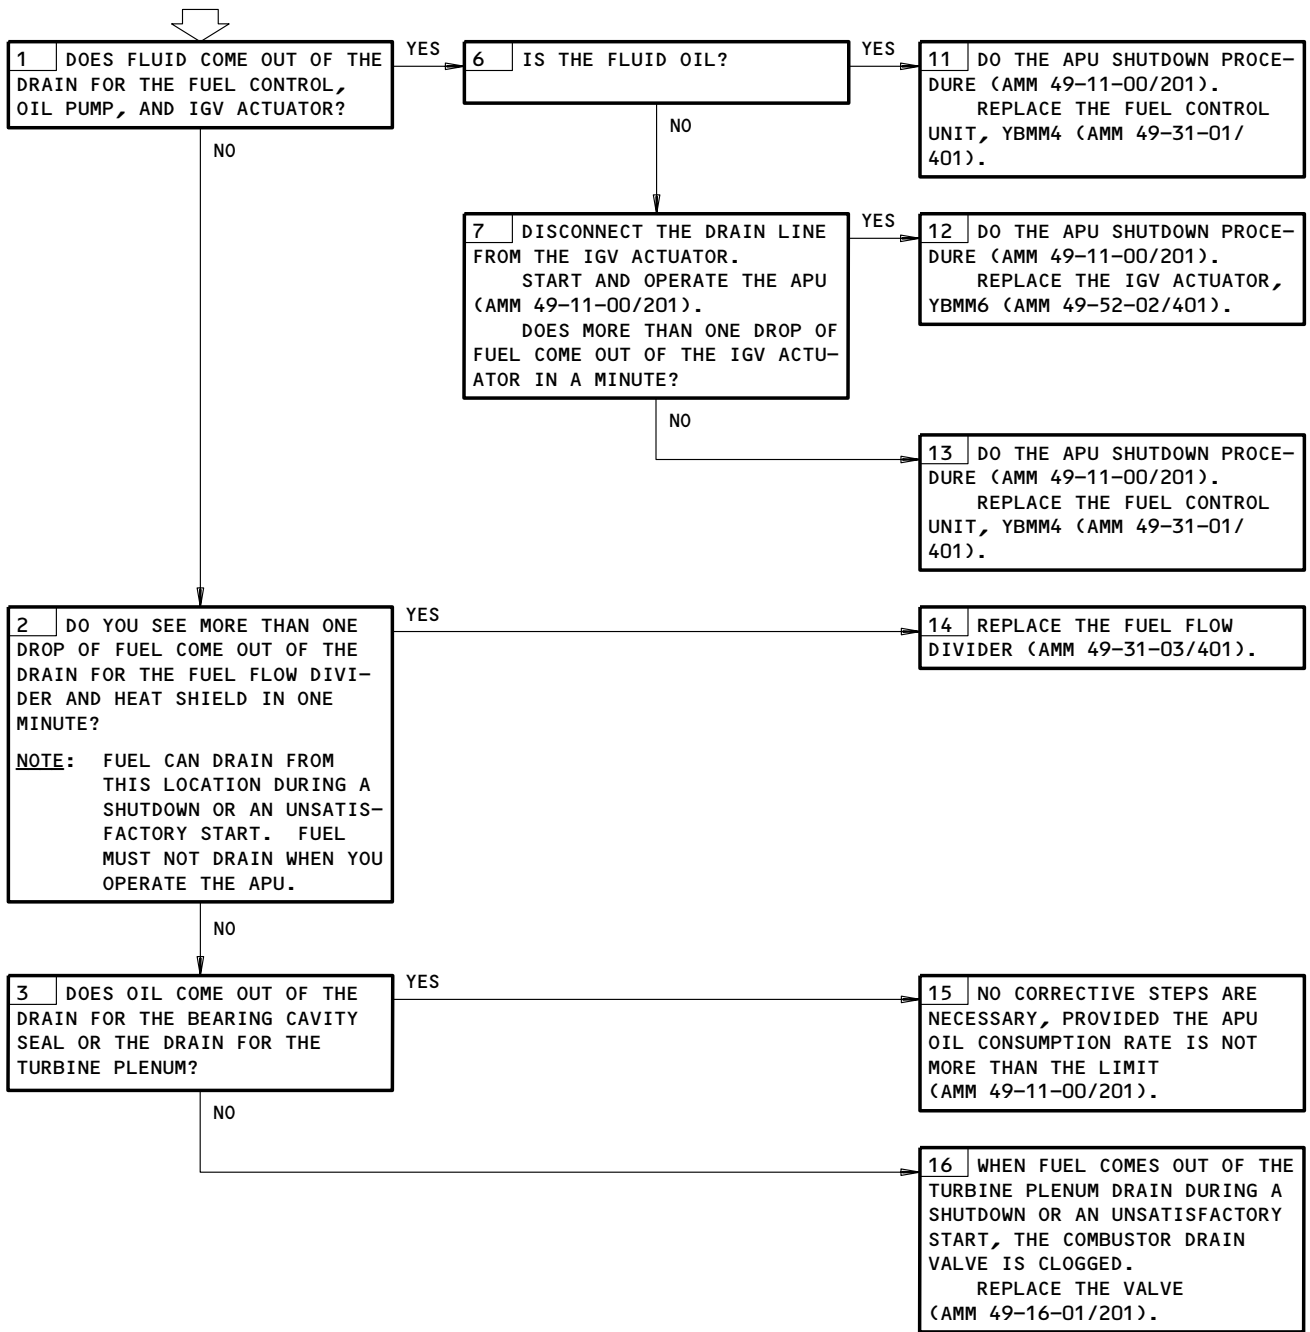 1 DOES FLUID COME OUT OF THE
DRAIN FOR THE FUEL CONTROL,
OIL PUMP, AND IGV ACTUATOR?
YES
NO
6 IS THE FLUID OIL?
YES
NO
11 DO THE APU SHUTDOWN PROCE-
DURE (AMM 49-11-00/201).
REPLACE THE FUEL CONTROL
UNIT, YBMM4 (AMM 49-31-01/
401).
7 DISCONNECT THE DRAIN LINE
FROM THE IGV ACTUATOR.
START AND OPERATE THE APU
(AMM 49-11-00/201).
DOES MORE THAN ONE DROP OF
FUEL COME OUT OF THE IGV ACTU-
ATOR IN A MINUTE?
YES
NO
12 DO THE APU SHUTDOWN PROCE-
DURE (AMM 49-11-00/201).
REPLACE THE IGV ACTUATOR,
YBMM6 (AMM 49-52-02/401).
13 DO THE APU SHUTDOWN PROCE-
DURE (AMM 49-11-00/201).
REPLACE THE FUEL CONTROL
UNIT, YBMM4 (AMM 49-31-01/
401).
2 DO YOU SEE MORE THAN ONE
DROP OF FUEL COME OUT OF THE
DRAIN FOR THE FUEL FLOW DIVI-
DER AND HEAT SHIELD IN ONE
MINUTE?
NOTE: FUEL CAN DRAIN FROM
THIS LOCATION DURING A
SHUTDOWN OR AN UNSATIS-
FACTORY START. FUEL
MUST NOT DRAIN WHEN YOU
OPERATE THE APU.
YES
NO
14 REPLACE THE FUEL FLOW
DIVIDER (AMM 49-31-03/401).
3 DOES OIL COME OUT OF THE
DRAIN FOR THE BEARING CAVITY
SEAL OR THE DRAIN FOR THE
TURBINE PLENUM?
YES
NO
15 NO CORRECTIVE STEPS ARE
NECESSARY, PROVIDED THE APU
OIL CONSUMPTION RATE IS NOT
MORE THAN THE LIMIT
(AMM 49-11-00/201).
16 WHEN FUEL COMES OUT OF THE
TURBINE PLENUM DRAIN DURING A
SHUTDOWN OR AN UNSATISFACTORY
START, THE COMBUSTOR DRAIN
VALVE IS CLOGGED.
REPLACE THE VALVE
(AMM 49-16-01/201).